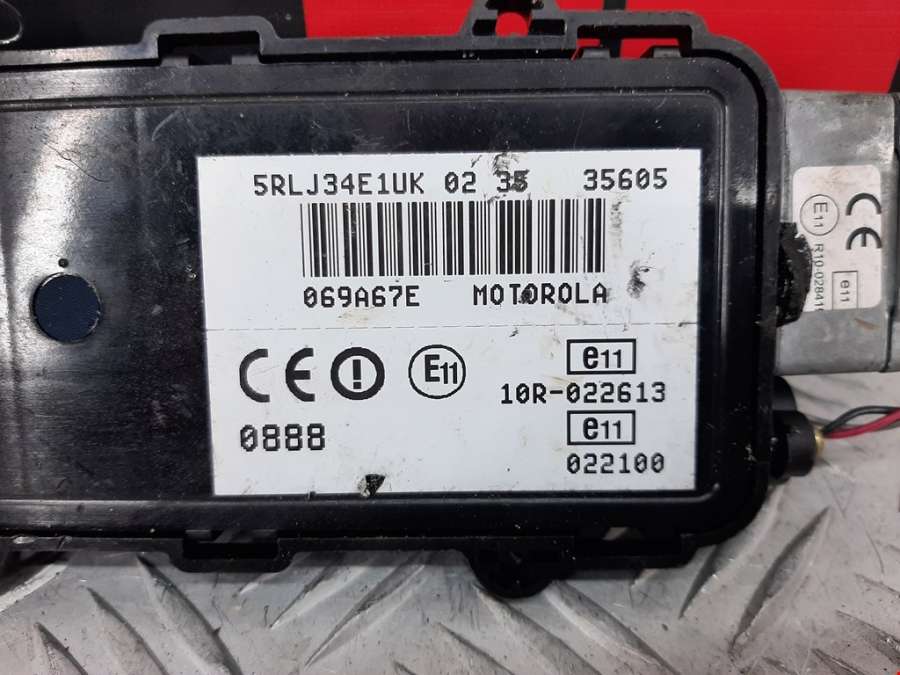 5RLJ34E1UK 02 35 35605
069A67E MOTOROLA
CE E11
e11
10R-022613
0888
e11
022100
E11 CE
e11